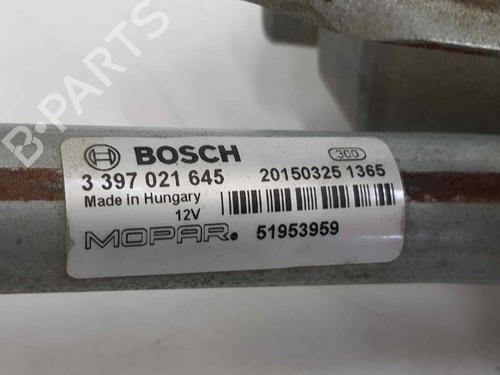 B-PARTS
BOSCH
300
3 397 021 645 20150325 1365
Made in Hungary
12V
MOPAR®
51953959